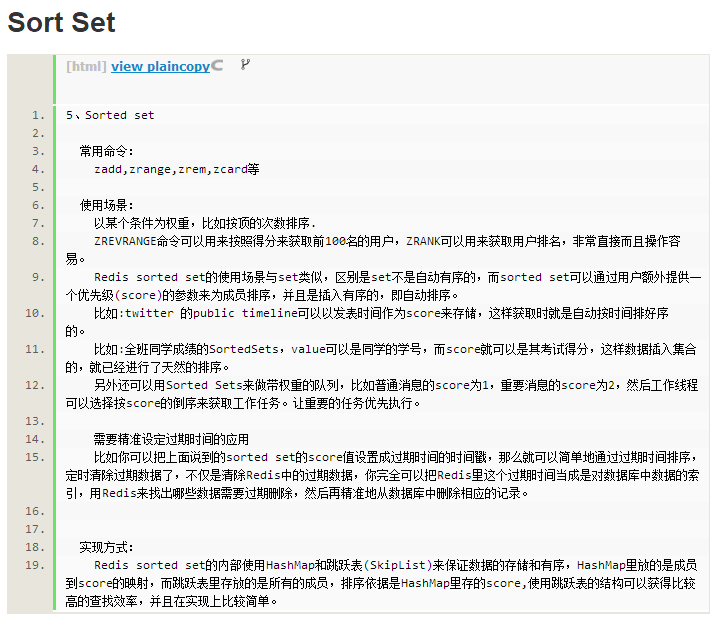 Sort Set
[html] view plaincopy
1. 5、Sorted set
2.
3. 常用命令:
4. zadd,zrange,zrem,zcard等
5.
6. 使用场景:
7. 以某个条件为权重，比如按顶的次数排序.
8. ZREVRANGE命令可以用来按照得分来获取前100名的用户，ZRANK可以用来获取用户排名，非常直接而且操作容
易。
9. Redis sorted set的使用场景与set类似，区别是set不是自动有序的，而sorted set可以通过用户额外提供一
个优先级(score)的参数来为成员排序，并且是插入有序的，即自动排序。
10. 比如:twitter 的public timeline可以以发表时间作为score来存储，这样获取时就是自动按时间排好序
的。
11. 比如:全班同学成绩的SortedSets，value可以是同学的学号，而score就可以是其考试得分，这样数据插入集合
的，就已经进行了天然的排序。
12. 另外还可以用Sorted Sets来做带权重的队列，比如普通消息的score为1，重要消息的score为2，然后工作线程
可以选择按score的倒序来获取工作任务。让重要的任务优先执行。
13.
14. 需要精准设定过期时间的应用
15. 比如你可以把上面说到的sorted set的score值设置成过期时间的时间戳，那么就可以简单地通过过期时间排序，
定时清除过期数据了，不仅是清除Redis中的过期数据，你完全可以把Redis里这个过期时间当成是对数据库中数据的索
引，用Redis来找出哪些数据需要过期删除，然后再精准地从数据库中删除相应的记录。
16.
17.
18. 实现方式:
19. Redis sorted set的内部使用HashMap和跳跃表(SkipList)来保证数据的存储和有序，HashMap里放的是成员
到score的映射，而跳跃表里存放的是所有的成员，排序依据是HashMap里存的score,使用跳跃表的结构可以获得比较
高的查找效率，并且在实现上比较简单。